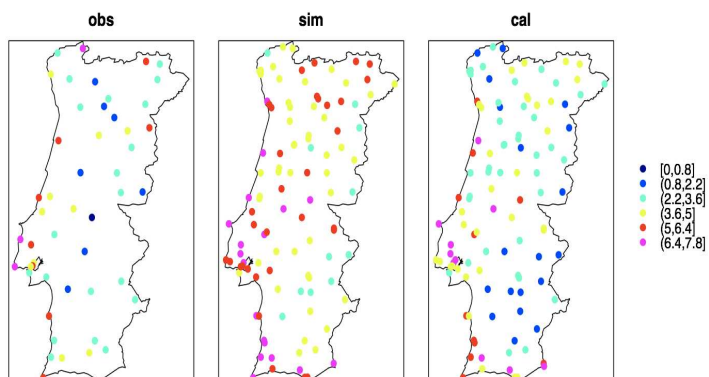 obs
sim
cal
[0,0.8]
(0.8,2.2]
(2.2,3.6]
(3.6,5]
(5,6.4]
(6.4,7.8]